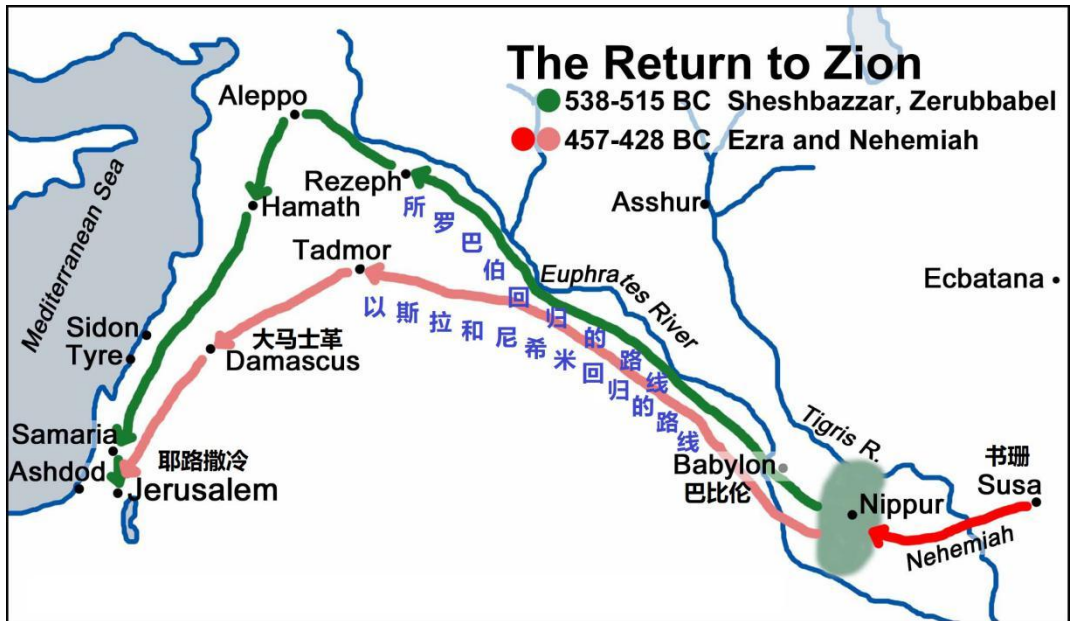 The Return to Zion
538-515 BC Sheshbazzar, Zerubbabel
457-428 BC Ezra and Nehemiah
Aleppo
Rezeph
Hamath
Asshur
Tadmor
Ecbatana
Mediterranean Sea
Euphrates River
所罗巴伯回归的路线
以斯拉和尼希米回归的路线
Sidon
Tyre
大马士革
Damascus
Tigris R.
Samaria
Ashdod
耶路撒冷
Jerusalem
Babylon
巴比伦
书珊
Susa
Nippur
Nehemiah